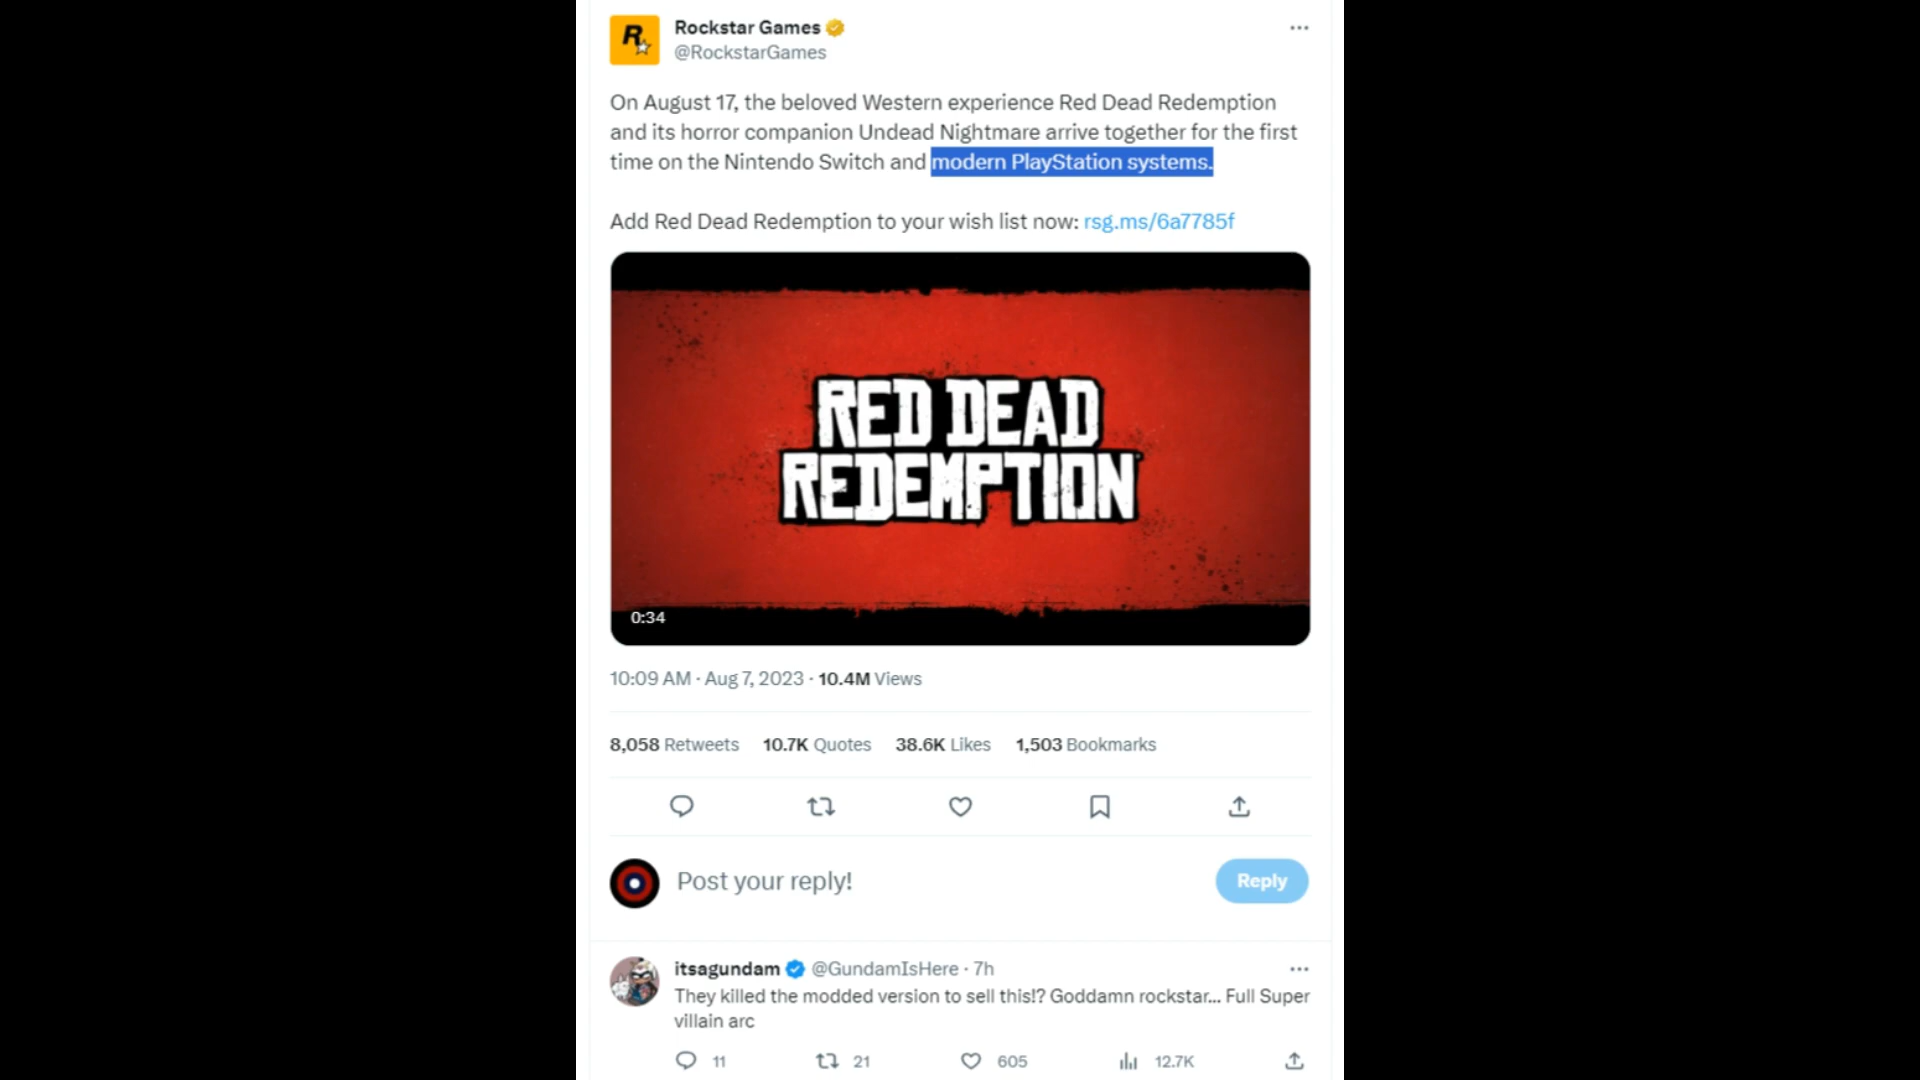 Rockstar Games
@RockstarGames
On August 17, the beloved Western experience Red Dead Redemption
and its horror companion Undead Nightmare arrive together for the first
time on the Nintendo Switch and modern PlayStation systems.
Add Red Dead Redemption to your wish list now: rsg.ms/6a7785f
RED DEAD
REDEMPTION
0:34
10:09 AM · Aug 7, 2023 · 10.4M Views
8,058 Retweets 10.7K Quotes 38.6K Likes 1,503 Bookmarks
Post your reply!
Reply
itsagundam @GundamIsHere · 7h
They killed the modded version to sell this!? Goddamn rockstar... Full Super
villain arc
11 21 605 12.7K